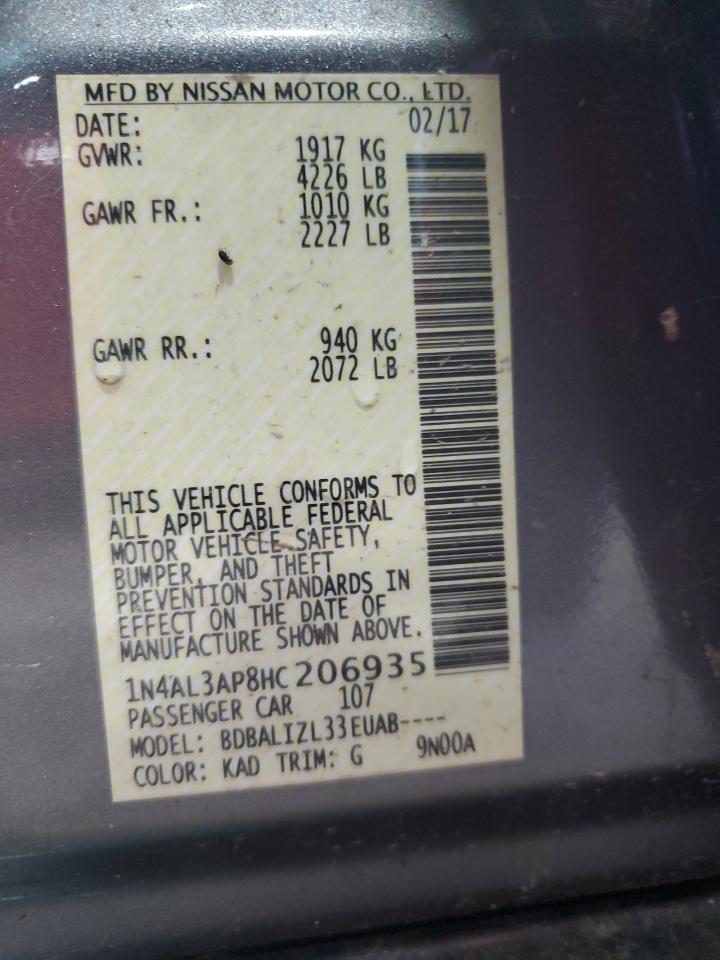 MFD BY NISSAN MOTOR CO., LTD.
DATE: 02/17
GVWR: 1917 KG
4226 LB
GAWR FR.: 1010 KG
2227 LB
GAWR RR.: 940 KG
2072 LB
THIS VEHICLE CONFORMS TO
ALL APPLICABLE FEDERAL
MOTOR VEHICLE SAFETY,
BUMPER, AND THEFT
PREVENTION STANDARDS IN
EFFECT ON THE DATE OF
MANUFACTURE SHOWN ABOVE.
1N4AL3AP8HC206935
PASSENGER CAR 107
MODEL: BDBALIZL33EUAB----
COLOR: KAD TRIM: G 9N00A